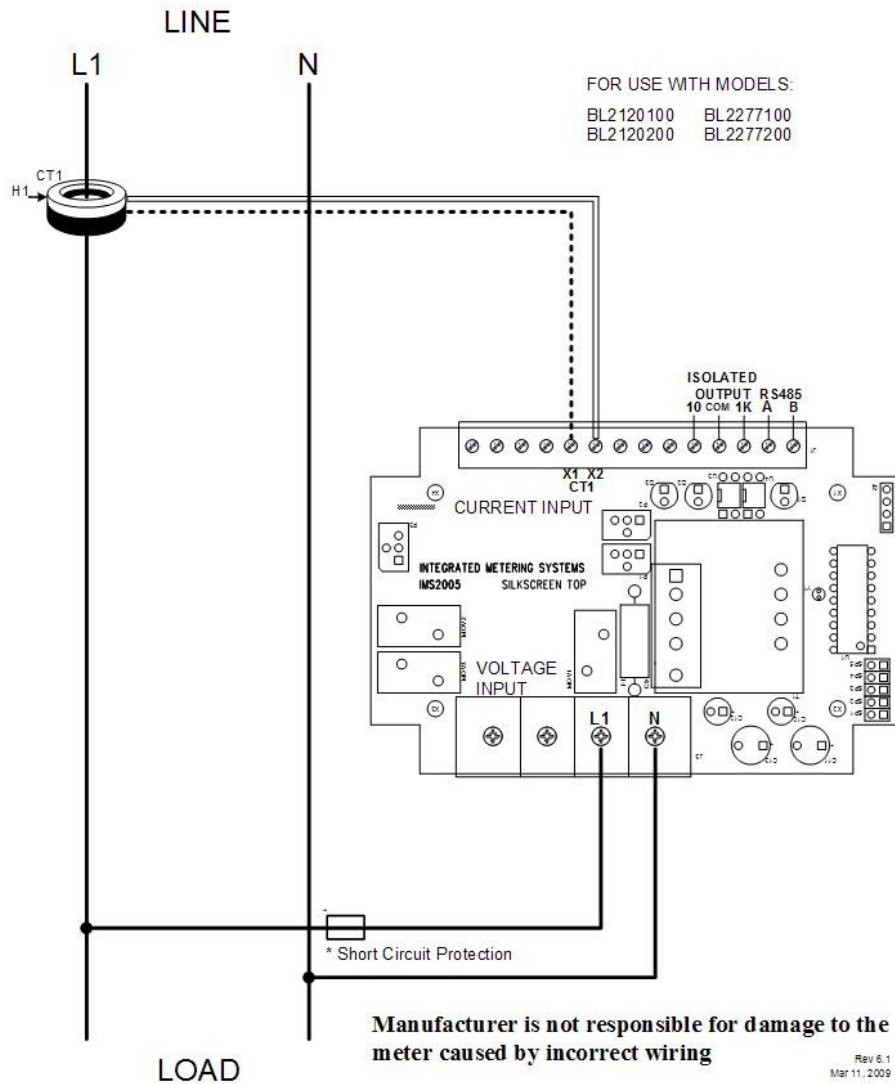 LINE
L1 N
FOR USE WITH MODELS:
BL2120100 BL2277100
BL2120200 BL2277200
CT1
H1
ISOLATED
OUTPUT RS485
10 COM 1K A B
X1 X2
CT1
CURRENT INPUT
INTEGRATED METERING SYSTEMS
IMS2005 SILKSCREEN TOP
VOLTAGE
INPUT
L1 N
* Short Circuit Protection
Manufacturer is not responsible for damage to the
meter caused by incorrect wiring
Rev 6.1
Mar 11, 2009
LOAD